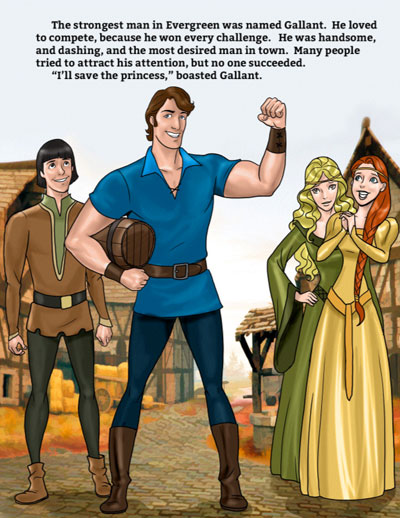 The strongest man in Evergreen was named Gallant. He loved
to compete, because he won every challenge. He was handsome,
and dashing, and the most desired man in town. Many people
tried to attract his attention, but no one succeeded.
“I’ll save the princess,” boasted Gallant.